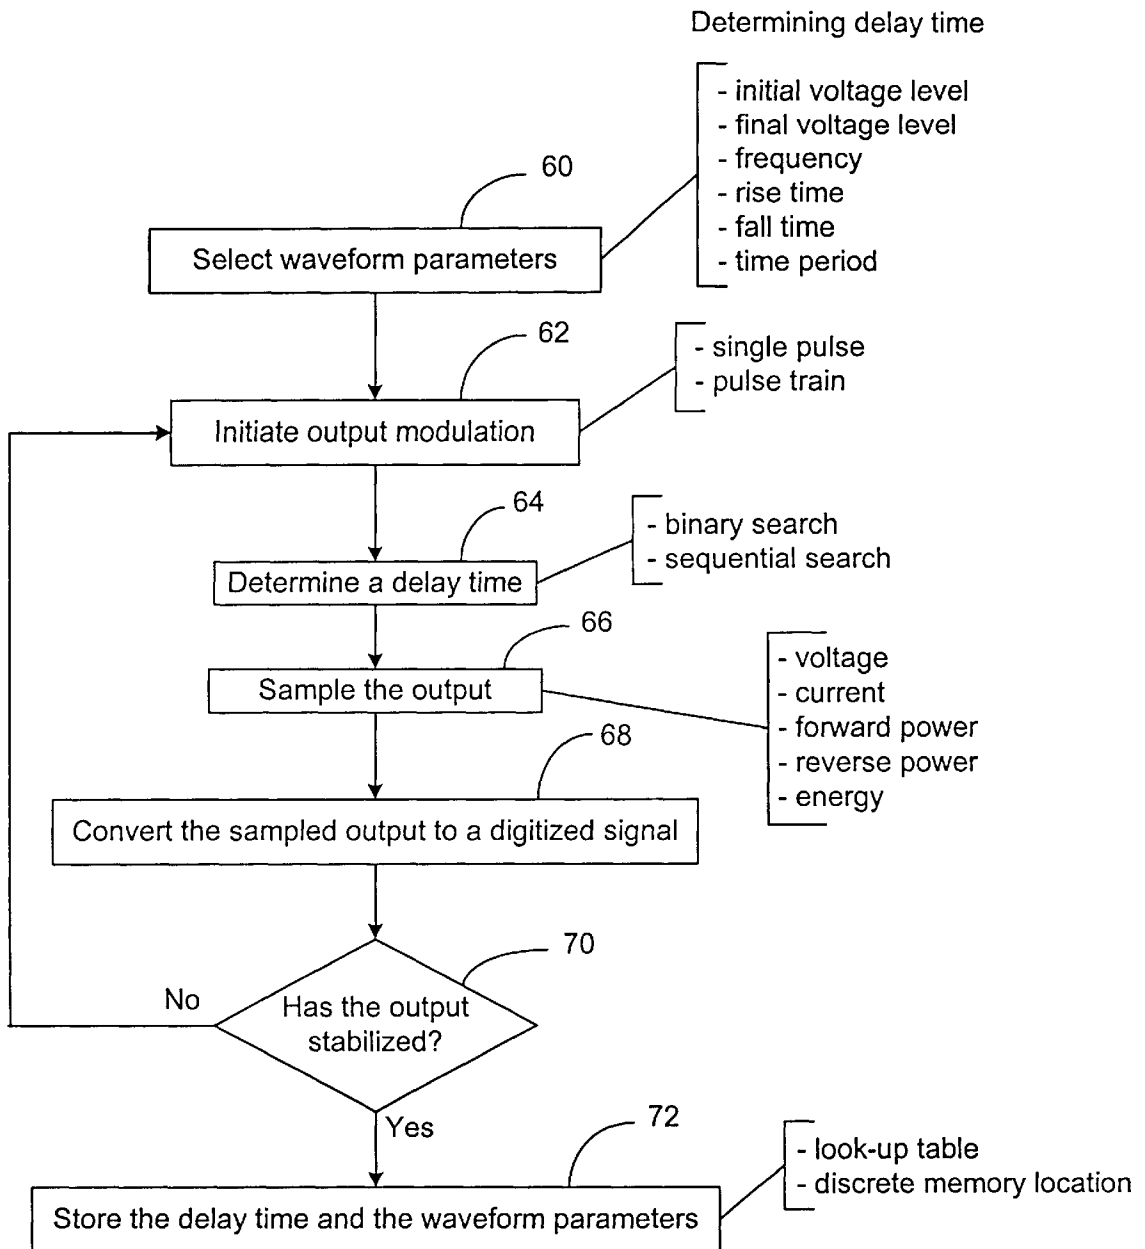 Determining delay time
- initial voltage level
- final voltage level
- frequency
- rise time
- fall time
- time period
60
Select waveform parameters
62
- single pulse
- pulse train
Initiate output modulation
64
- binary search
- sequential search
Determine a delay time
66
Sample the output
- voltage
- current
- forward power
- reverse power
- energy
68
Convert the sampled output to a digitized signal
70
No
Has the output
stabilized?
Yes
72
- look-up table
- discrete memory location
Store the delay time and the waveform parameters